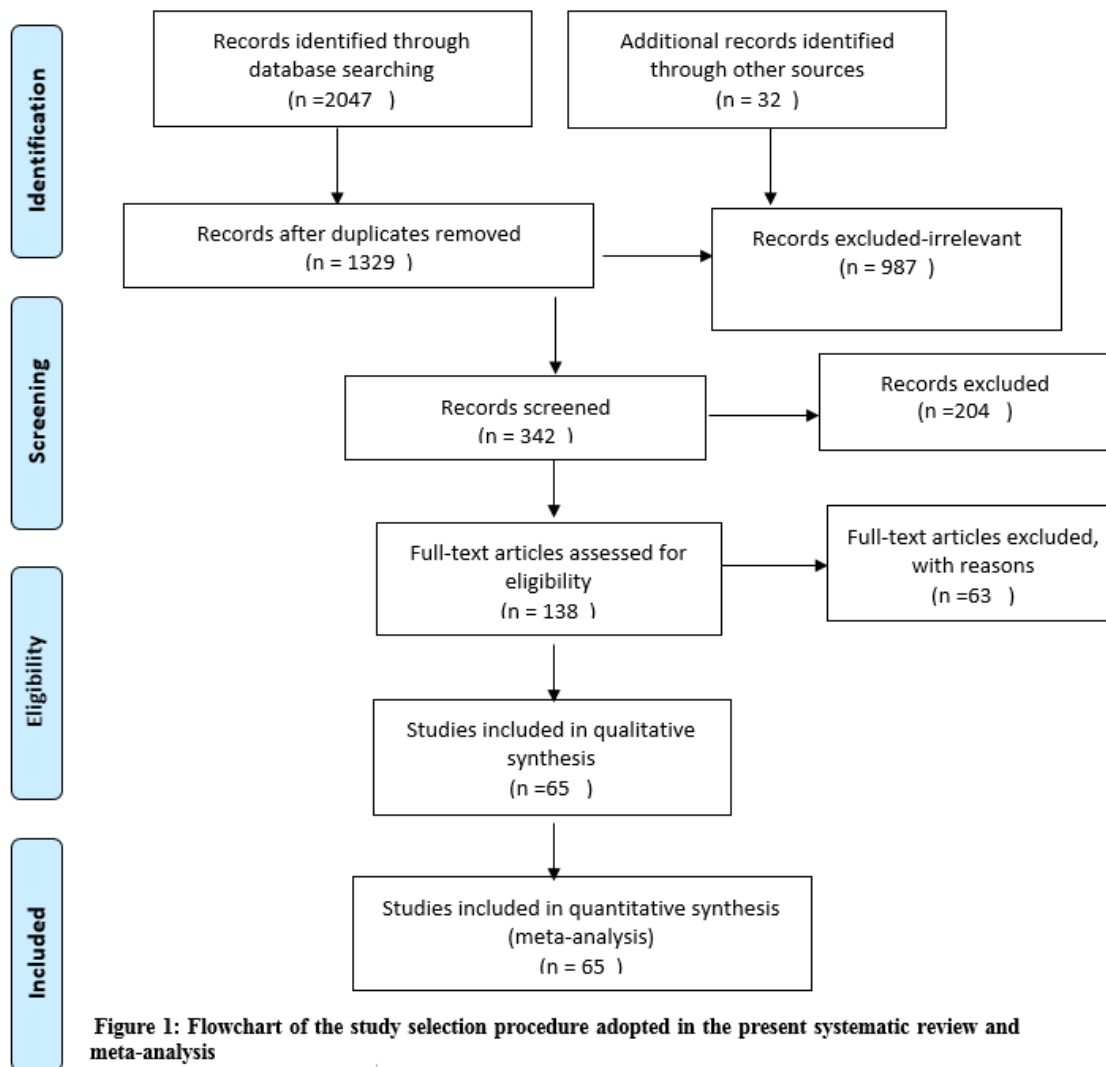 Identification
Records identified through
database searching
(n =2047 )
Additional records identified
through other sources
(n = 32 )
Records after duplicates removed
(n = 1329 )
Records excluded-irrelevant
(n = 987 )
Screening
Records screened
(n = 342 )
Records excluded
(n =204 )
Eligibility
Full-text articles assessed for
eligibility
(n = 138 )
Full-text articles excluded,
with reasons
(n =63 )
Studies included in qualitative
synthesis
(n =65 )
Included
Studies included in quantitative synthesis
(meta-analysis)
(n = 65 )
Figure 1: Flowchart of the study selection procedure adopted in the present systematic review and
meta-analysis